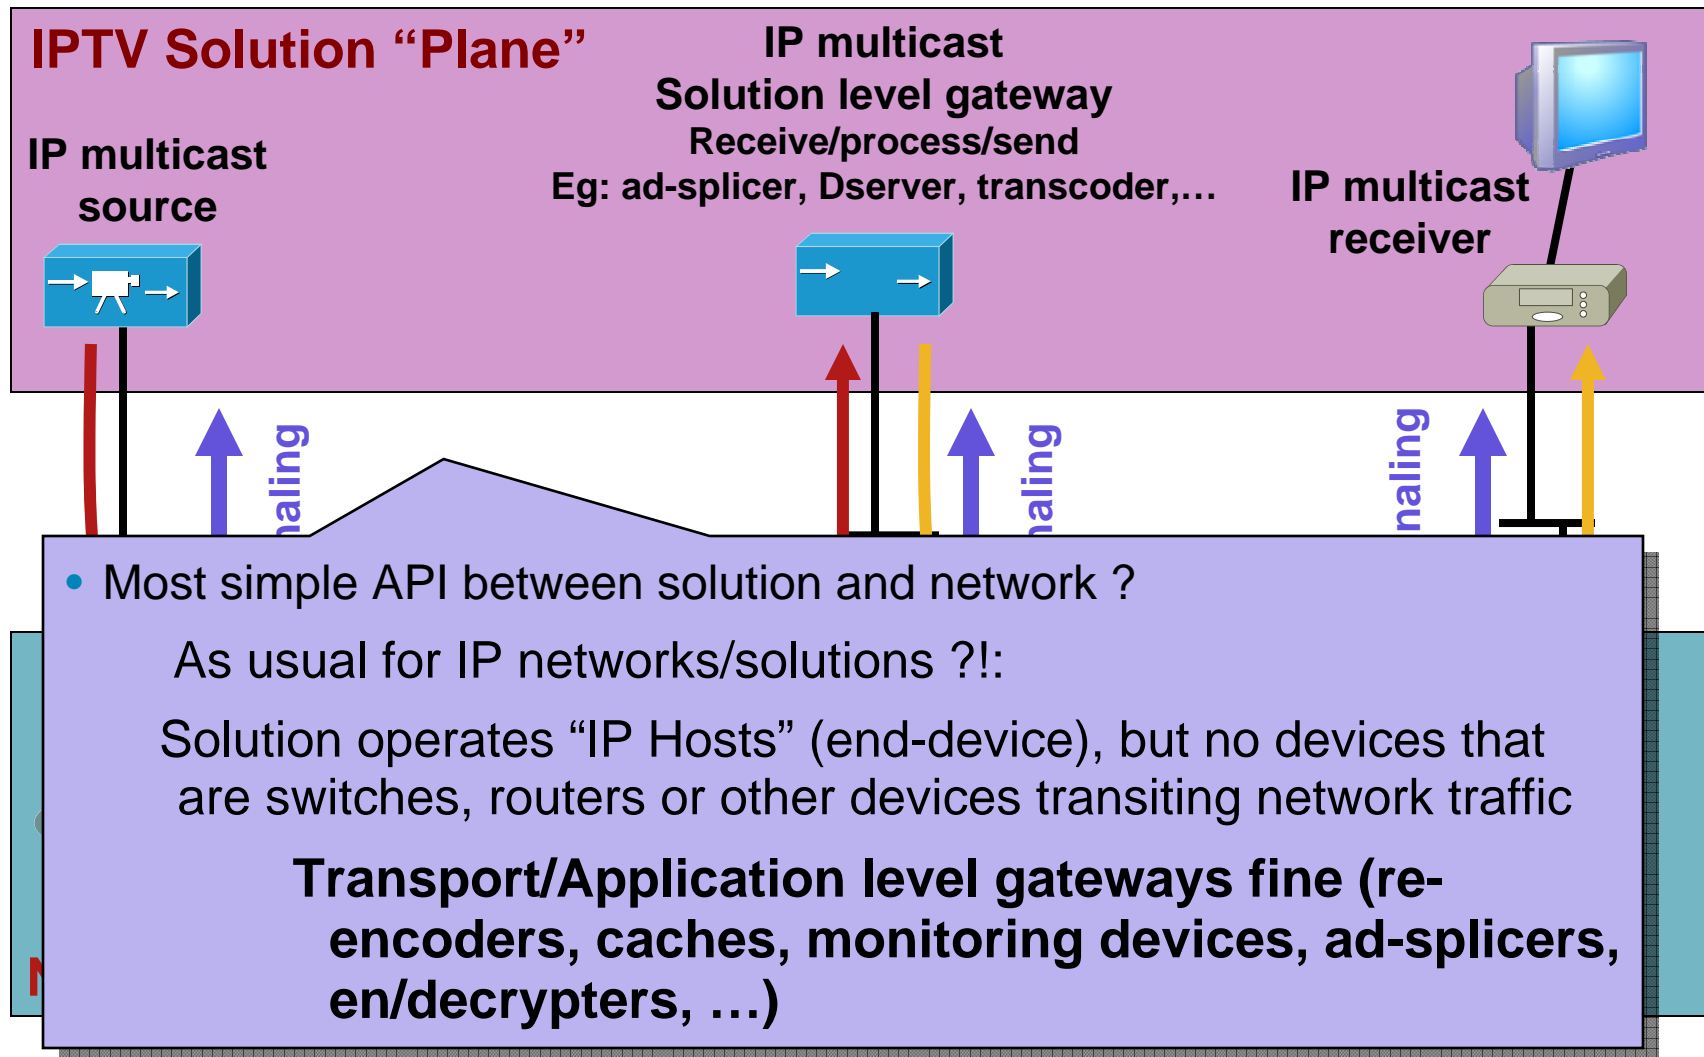 IPTV Solution “Plane”
IP multicast
Solution level gateway
Receive/process/send
Eg: ad-splicer, Dserver, transcoder,…
IP multicast
source
IP multicast
receiver
• Most simple API between solution and network ?
As usual for IP networks/solutions ?!:
Solution operates “IP Hosts” (end-device), but no devices that
are switches, routers or other devices transiting network traffic
Transport/Application level gateways fine (re-
encoders, caches, monitoring devices, ad-splicers,
en/decrypters, …)